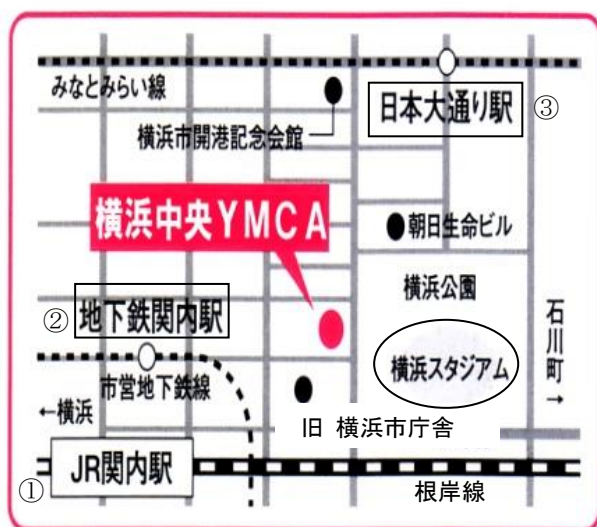 みなとみらい線
日本大通り駅 ③
横浜市開港記念会館
横浜中央YMCA
朝日生命ビル
横浜公園
② 地下鉄関内駅
石川町→
横浜スタジアム
市営地下鉄線
←横浜
旧 横浜市庁舎
① JR関内駅
根岸線